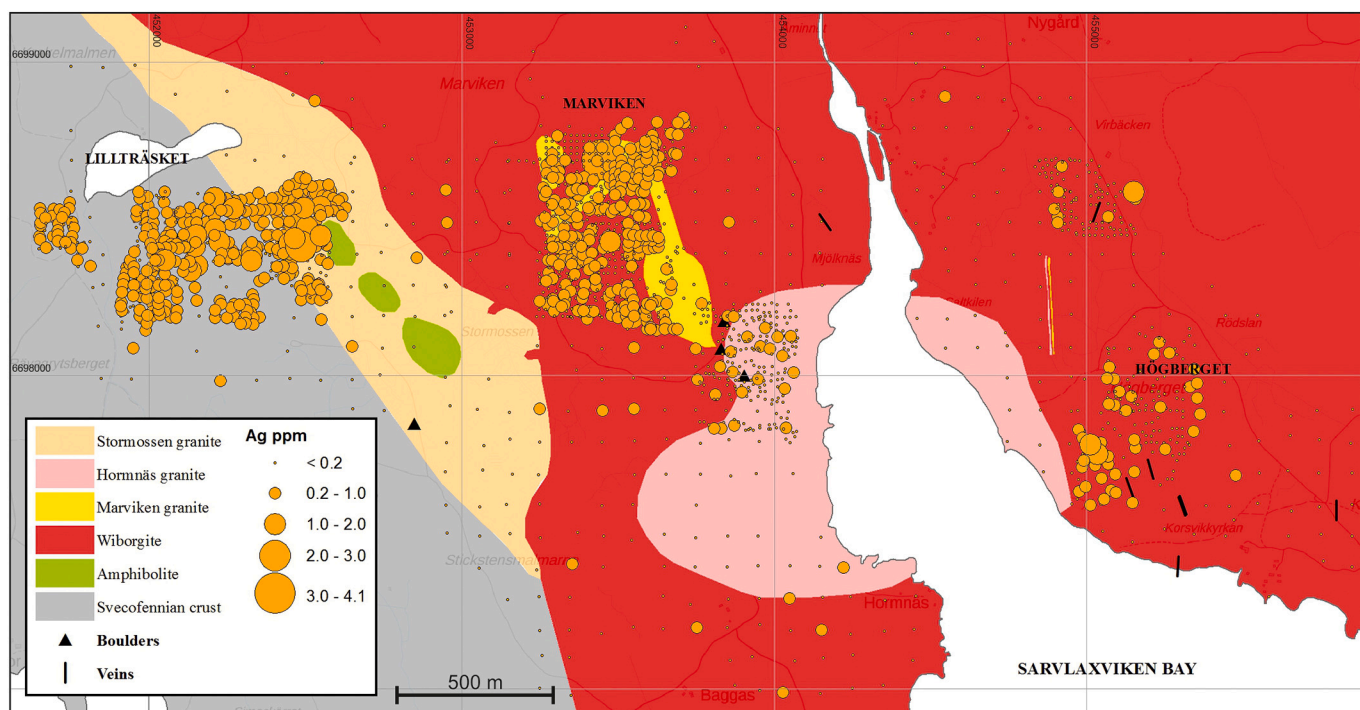 452000
453000
454000
455000
Nygård
6699000
Marviken
MARVIKEN
Virbäcken
LILLTRÄSKET
Mjölknäs
Stormossen
Rödslan
6698000
HÖGBERGET
Stormossen granite
Hormnäs granite
Marviken granite
Wiborgite
Amphibolite
Svecofennian crust
Boulders
Veins
Ag ppm
< 0.2
0.2 - 1.0
1.0 - 2.0
2.0 - 3.0
3.0 - 4.1
Korsvikkyrkan
Hormnäs
SARVLAXVIKEN BAY
500 m
Baggas